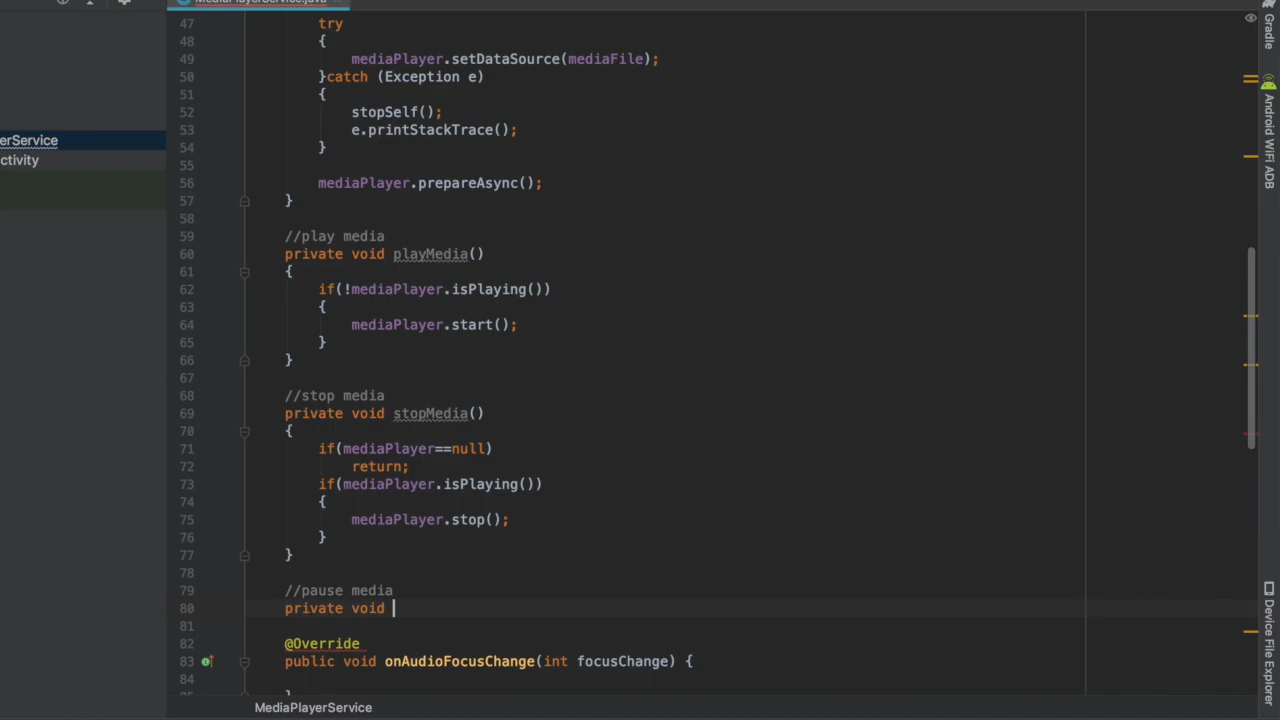 MediaPlayerService.java
47 try
48 {
49 mediaPlayer.setDataSource(mediaFile);
50 }catch (Exception e)
51 {
52 stopSelf();
53 e.printStackTrace();
54 }
55
56 mediaPlayer.prepareAsync();
57 }
58
59 //play media
60 private void playMedia()
61 {
62 if(!mediaPlayer.isPlaying())
63 {
64 mediaPlayer.start();
65 }
66 }
67
68 //stop media
69 private void stopMedia()
70 {
71 if(mediaPlayer==null)
72 return;
73 if(mediaPlayer.isPlaying())
74 {
75 mediaPlayer.stop();
76 }
77 }
78
79 //pause media
80 private void
81
82 @Override
83 public void onAudioFocusChange(int focusChange) {
84
}
MediaPlayerService
erService
ctivity
Gradle
Android WiFi ADB
Device File Explorer